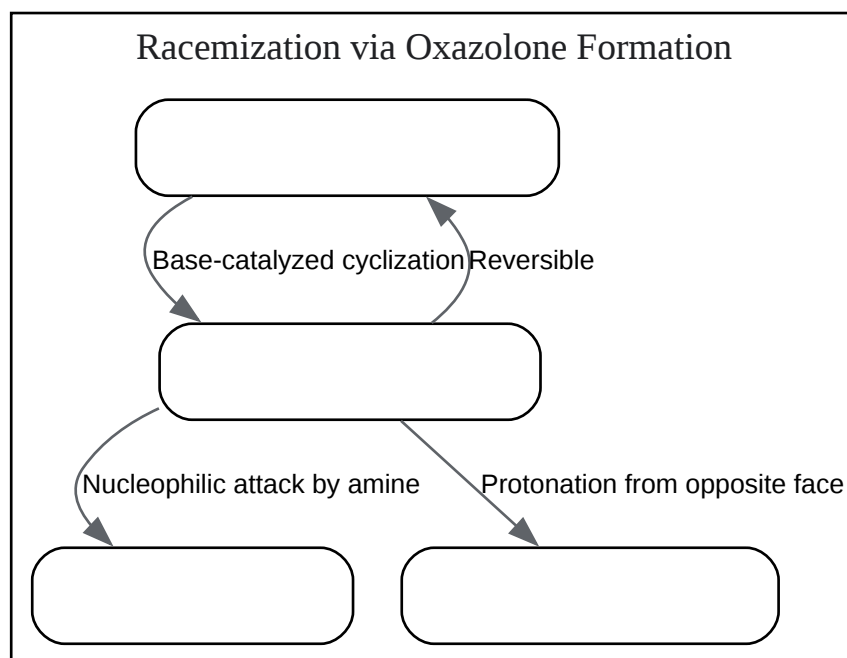 Racemization via Oxazolone Formation
Base-catalyzed cyclization
Reversible
Nucleophilic attack by amine
Protonation from opposite face